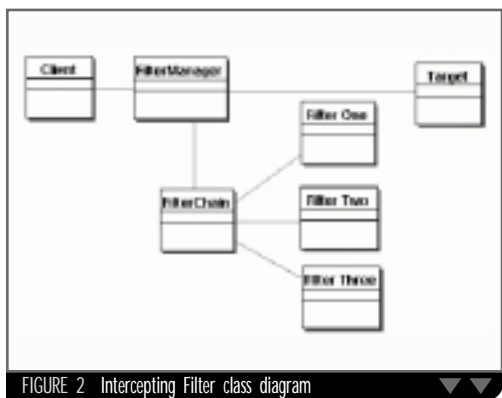 Client
FilterManager
Target
Filter One
FilterChain
Filter Two
Filter Three
FIGURE 2 Intercepting Filter class diagram